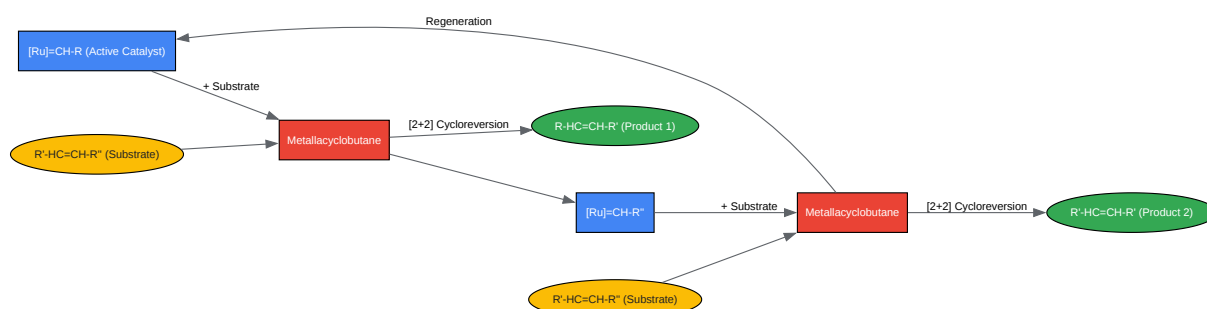 Regeneration
[Ru]=CH-R (Active Catalyst)
+ Substrate
[2+2] Cycloreversion
R-HC=CH-R' (Product 1)
Metallacyclobutane
R'-HC=CH-R" (Substrate)
[Ru]=CH-R"
+ Substrate
Metallacyclobutane
[2+2] Cycloreversion
R'-HC=CH-R' (Product 2)
R'-HC=CH-R" (Substrate)